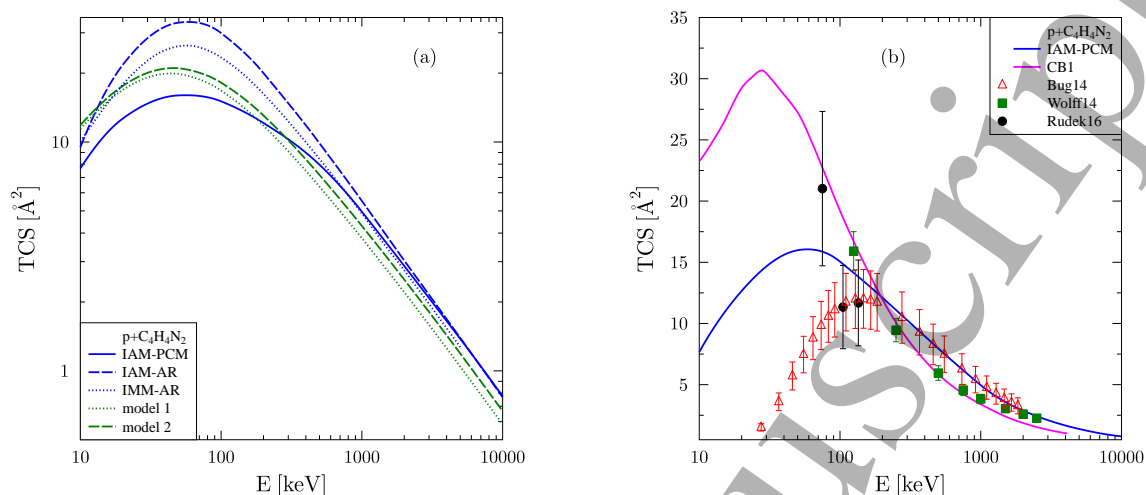 (a)
TCS [Å²]
10
1
p+C₄H₄N₂
IAM-PCM
IAM-AR
IMM-AR
model 1
model 2
10 100 1000 10000
E [keV]
(b)
TCS [Å²]
35
30
25
20
15
10
5
p+C₄H₄N₂
IAM-PCM
CB1
Bug14
Wolff14
Rudek16
10 100 1000 10000
E [keV]
uscrip